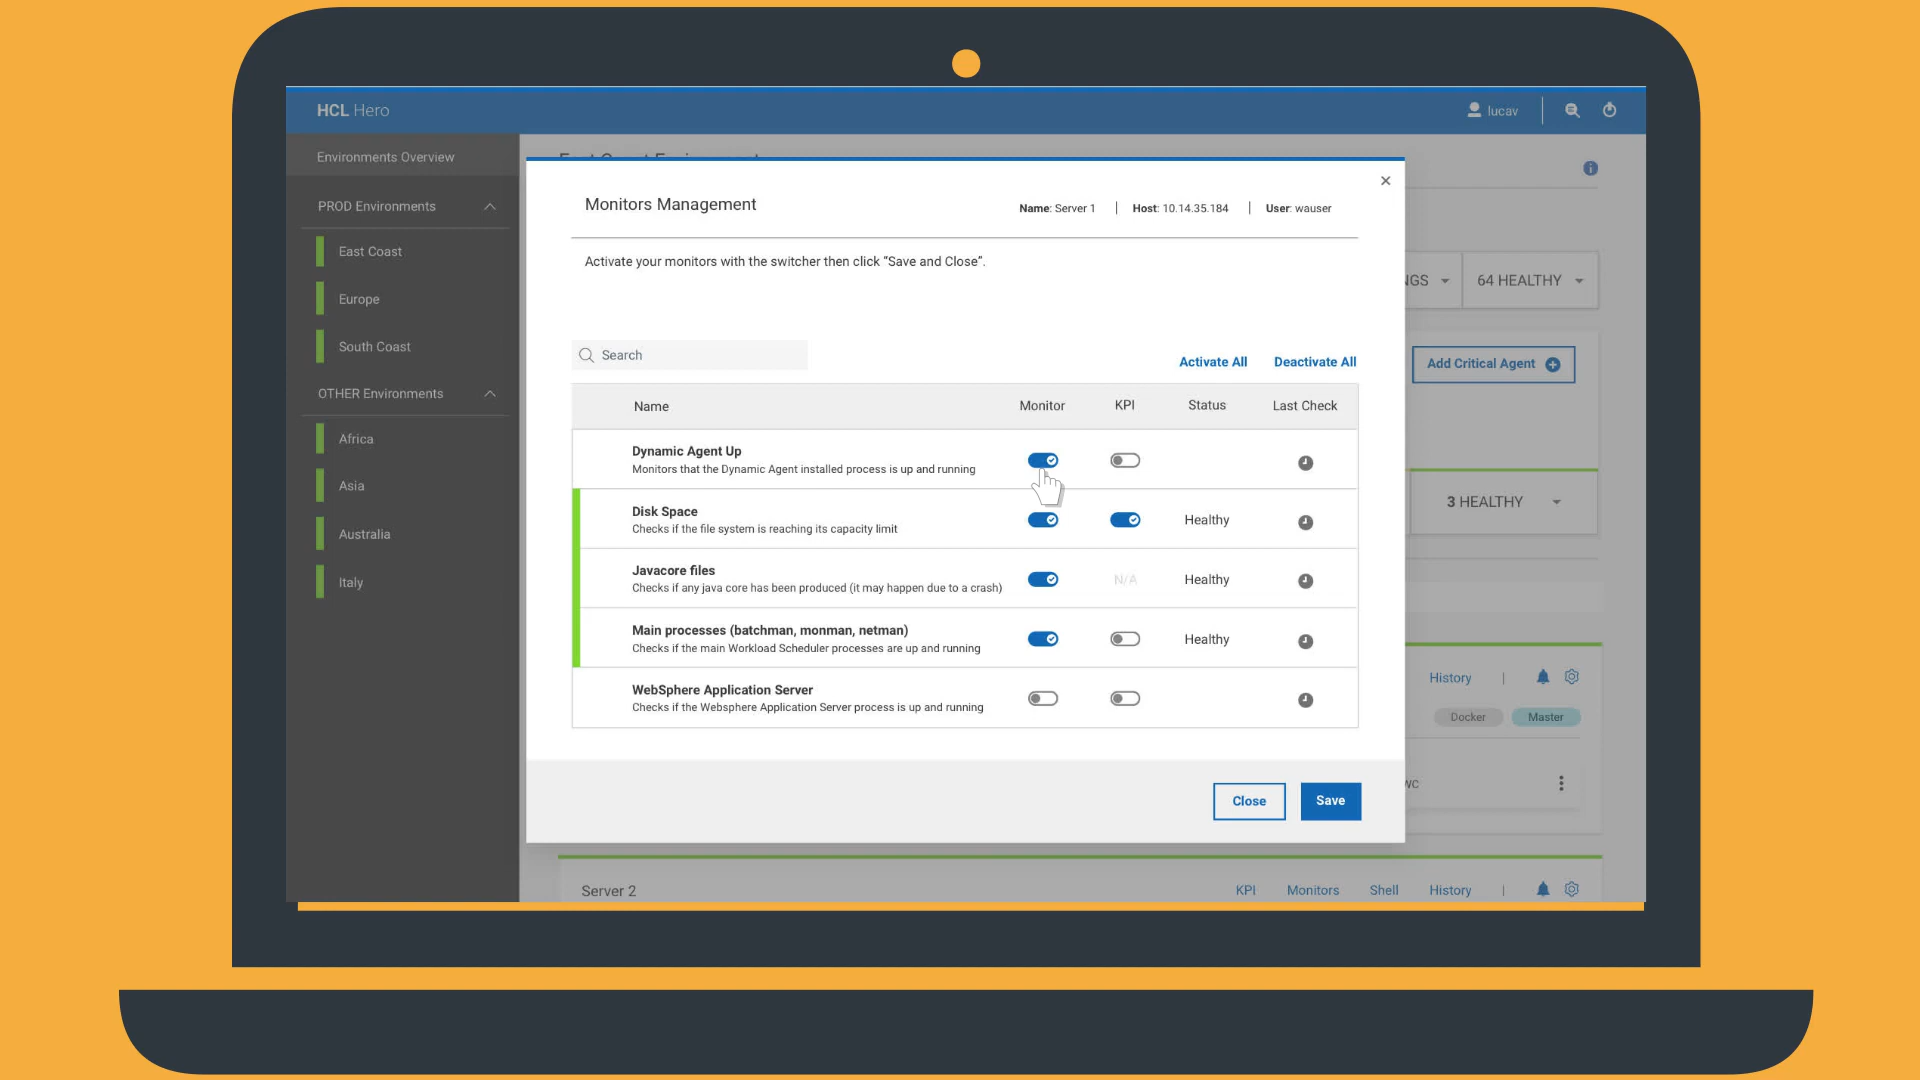 HCL Hero
lucav
Environments Overview
PROD Environments
East Coast
Europe
South Coast
OTHER Environments
Africa
Asia
Australia
Italy
Monitors Management
Name: Server 1 | Host: 10.14.35.184 | User: wauser
Activate your monitors with the switcher then click “Save and Close”.
64 HEALTHY
Search
Activate All Deactivate All
Add Critical Agent
Name Monitor KPI Status Last Check
Dynamic Agent Up
Monitors that the Dynamic Agent installed process is up and running
Disk Space
Checks if the file system is reaching its capacity limit
Healthy
3 HEALTHY
Javacore files
Checks if any java core has been produced (it may happen due to a crash)
N/A Healthy
Main processes (batchman, monman, netman)
Checks if the main Workload Scheduler processes are up and running
Healthy
WebSphere Application Server
Checks if the Websphere Application Server process is up and running
History |
Docker Master
Close Save
Server 2 KPI Monitors Shell History |